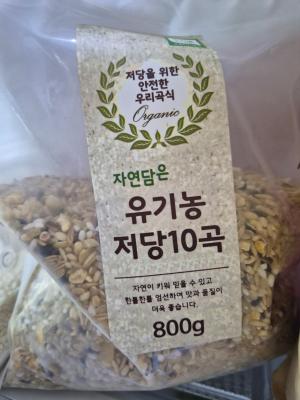 저당을 위한
안전한
우리곡식
Organic
자연담은
유기농
저당10곡
자연이 키워 믿을 수 있고
한톨한톨 엄선하여 맛과 품질이
더욱 좋습니다.
800g